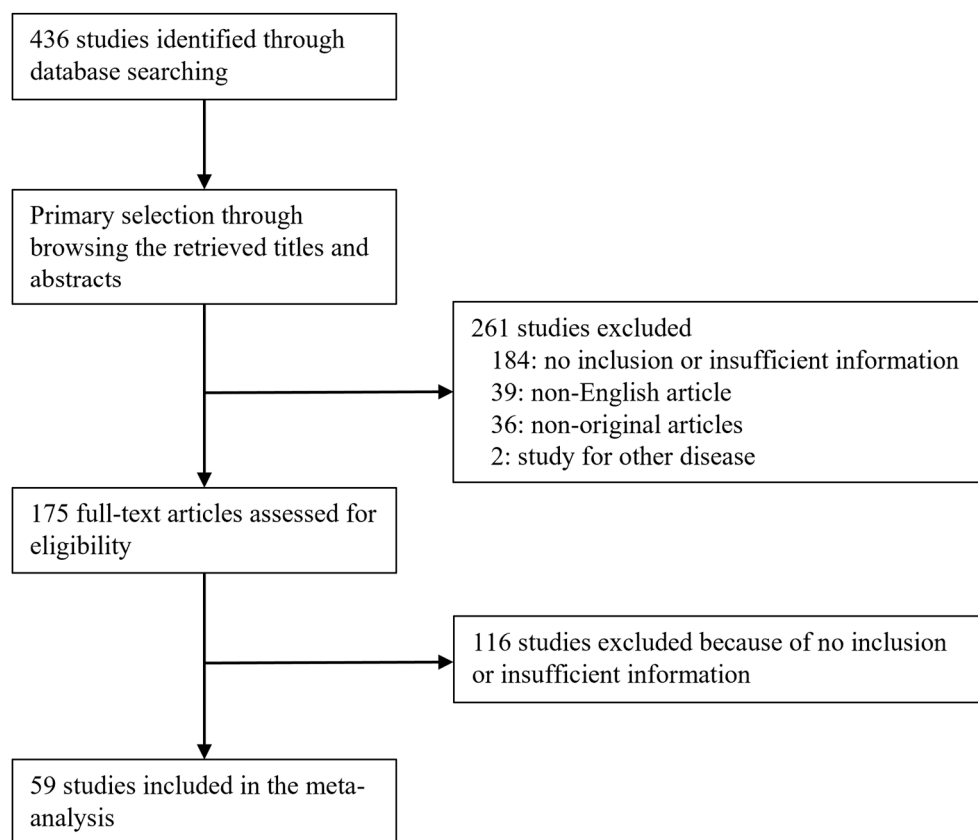 436 studies identified through
database searching
Primary selection through
browsing the retrieved titles and
abstracts
261 studies excluded
184: no inclusion or insufficient information
39: non-English article
36: non-original articles
2: study for other disease
175 full-text articles assessed for
eligibility
116 studies excluded because of no inclusion
or insufficient information
59 studies included in the meta-
analysis